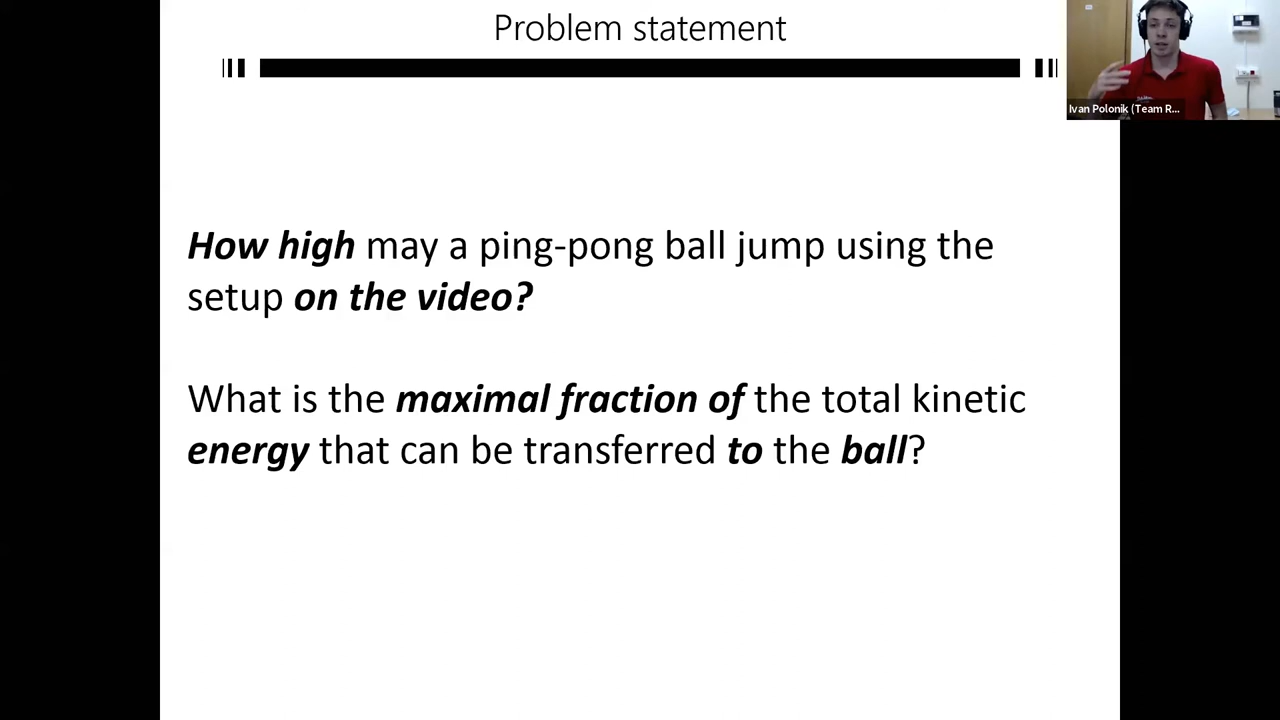 Problem statement
Ivan Polonik (Team R...
How high may a ping-pong ball jump using the
setup on the video?
What is the maximal fraction of the total kinetic
energy that can be transferred to the ball?